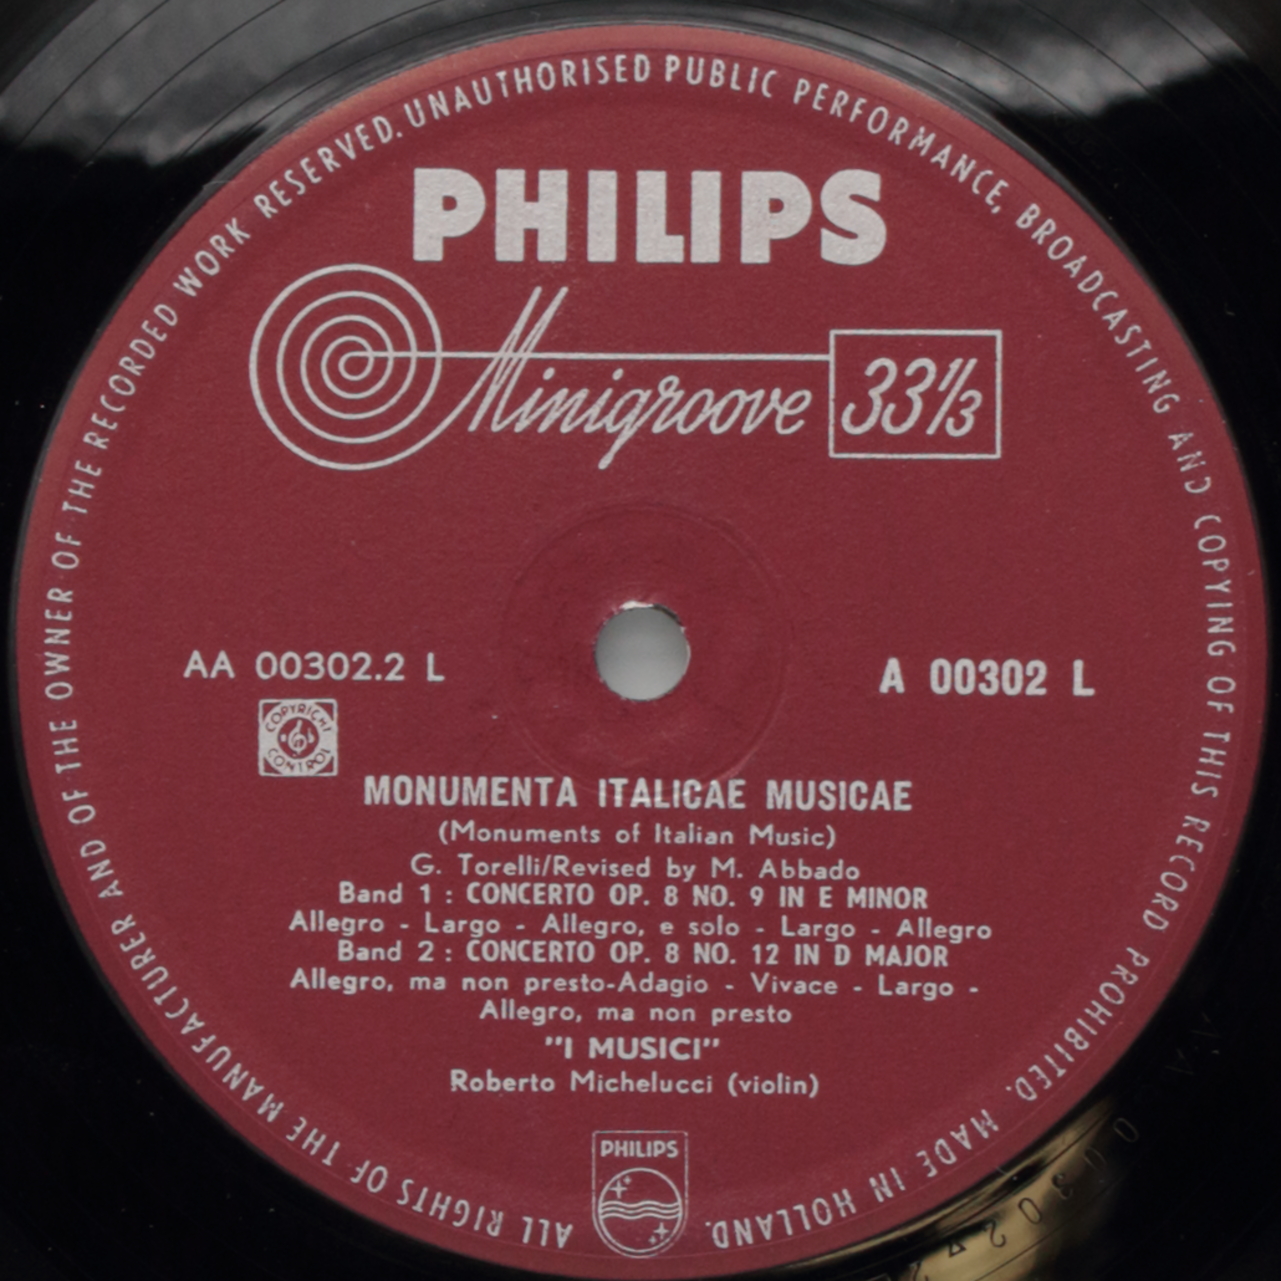 ALL RIGHTS OF THE MANUFACTURER AND OF THE OWNER OF THE RECORDED WORK RESERVED. UNAUTHORISED PUBLIC PERFORMANCE, BROADCASTING AND COPYING OF THIS RECORD PROHIBITED. MADE IN HOLLAND.
PHILIPS
Minigroove 33 1/3
AA 00302.2 L
A 00302 L
COPYRIGHT
CONTROL
MONUMENTA ITALICAE MUSICAE
(Monuments of Italian Music)
G. Torelli/Revised by M. Abbado
Band 1 : CONCERTO OP. 8 NO. 9 IN E MINOR
Allegro - Largo - Allegro, e solo - Largo - Allegro
Band 2 : CONCERTO OP. 8 NO. 12 IN D MAJOR
Allegro, ma non presto-Adagio - Vivace - Largo -
Allegro, ma non presto
"I MUSICI"
Roberto Michelucci (violin)
PHILIPS